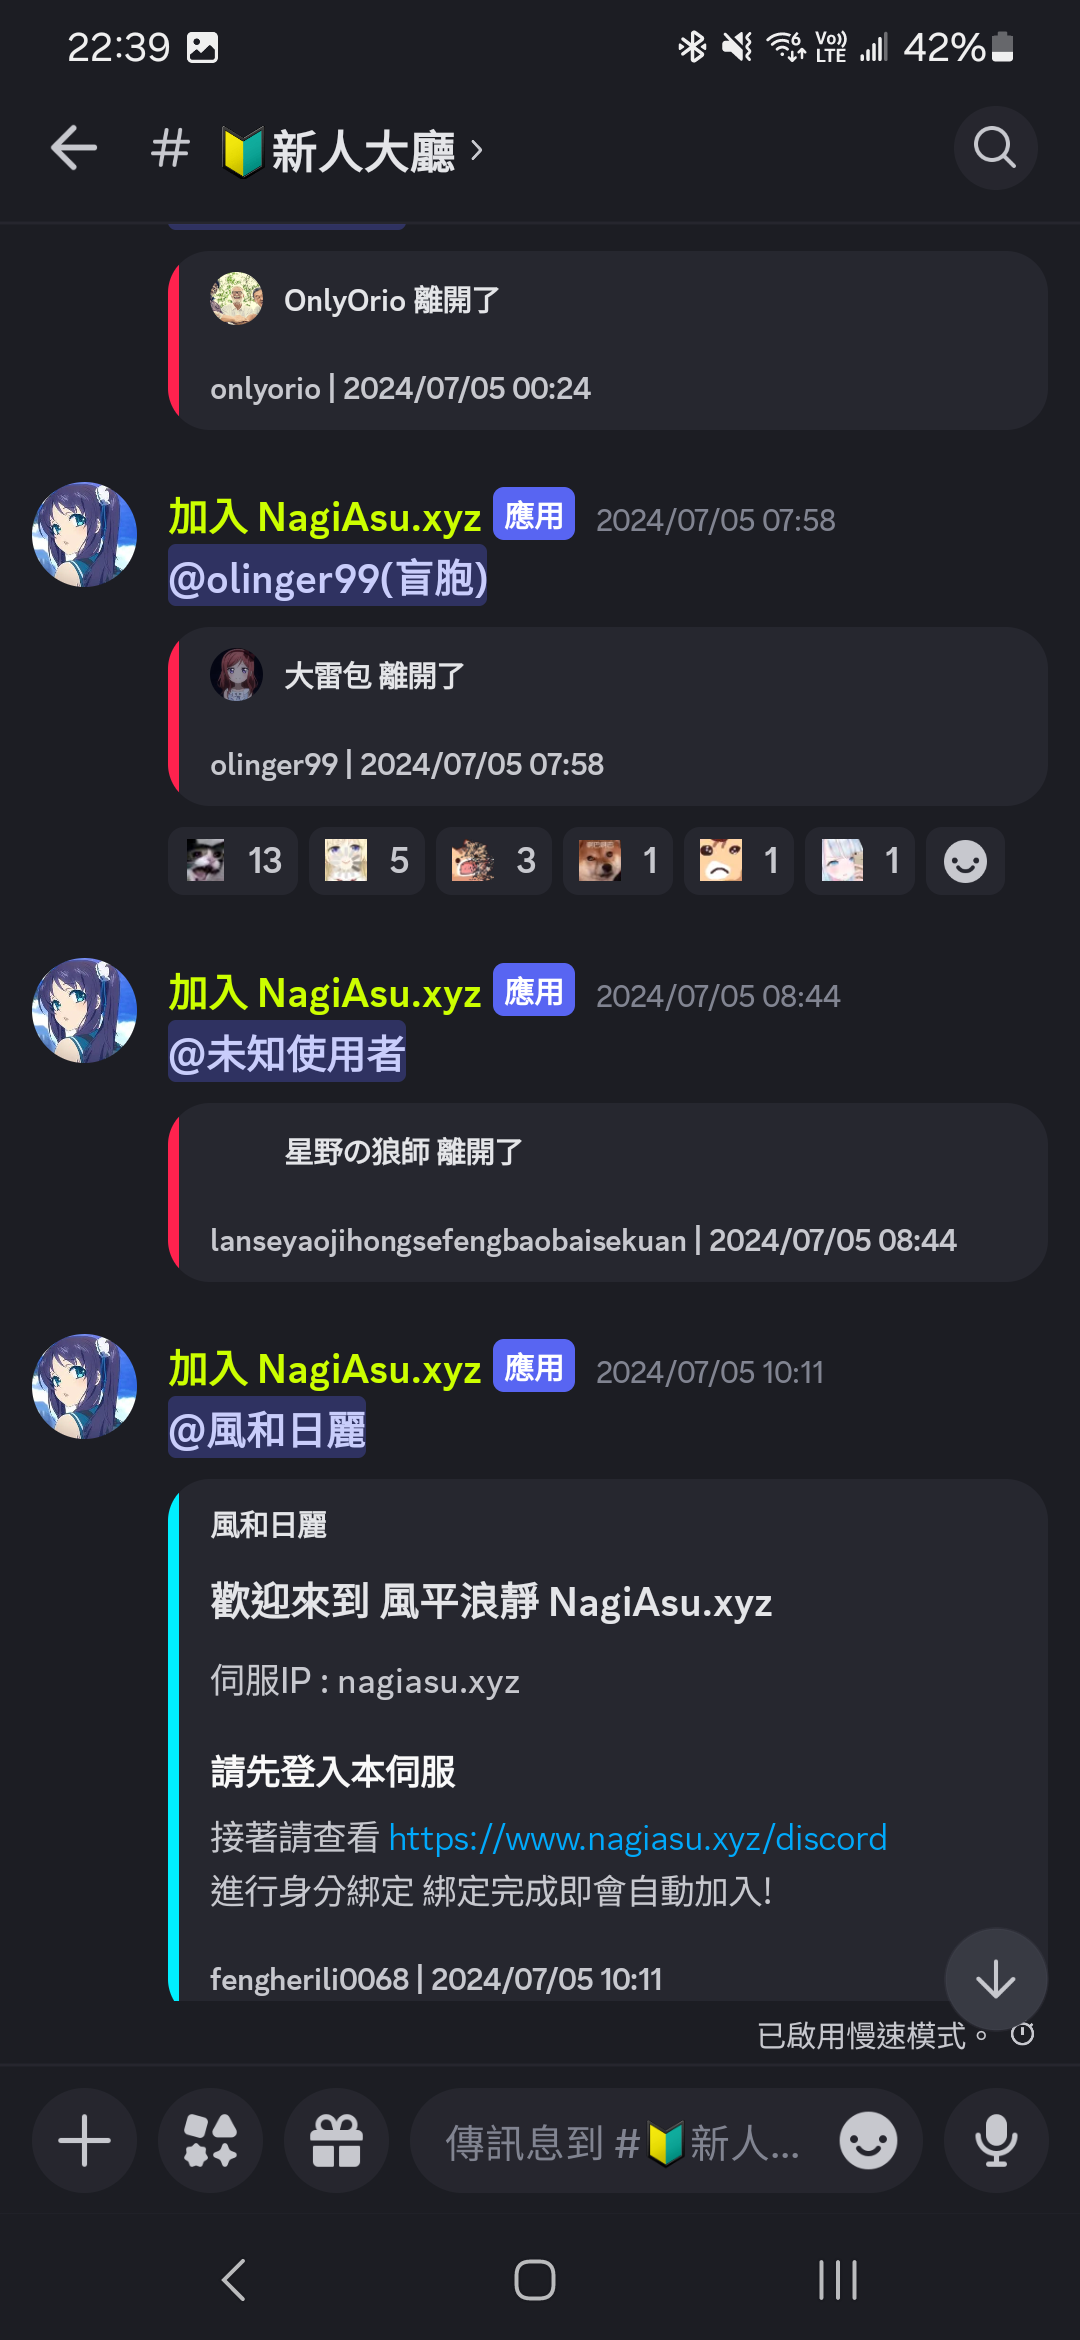 22:39
Vo)) LTE
42%
# 🔰新人大廳 ›
OnlyOrio 離開了
onlyorio | 2024/07/05 00:24
加入 NagiAsu.xyz 應用 2024/07/05 07:58
@olinger99(盲胞)
大雷包 離開了
olinger99 | 2024/07/05 07:58
13 5 3 1 1 1
加入 NagiAsu.xyz 應用 2024/07/05 08:44
@未知使用者
星野の狼師 離開了
lanseyaojihongsefengbaobaisekuan | 2024/07/05 08:44
加入 NagiAsu.xyz 應用 2024/07/05 10:11
@風和日麗
風和日麗
歡迎來到 風平浪靜 NagiAsu.xyz
伺服IP : nagiasu.xyz
請先登入本伺服
接著請查看 https://www.nagiasu.xyz/discord
進行身分綁定 綁定完成即會自動加入!
fengherili0068 | 2024/07/05 10:11
已啟用慢速模式。
傳訊息到 #🔰新人...